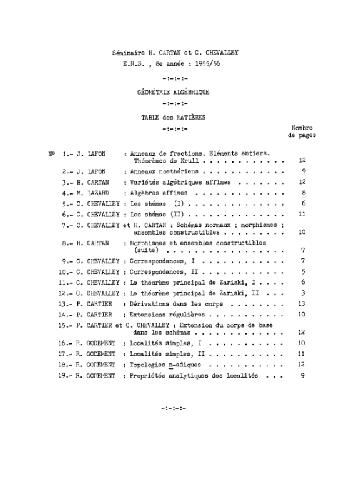 Séminaire H. CARTAN et C. CHEVALLEY
E.N.S., 8e année : 1955/56
-:-:-:-
GÉOMÉTRIE ALGÉBRIQUE
-:-:-:-
TABLE des MATIÈRES
-:-:-:-
Nombre
de pages
N° 1.- J. LAFON : Anneaux de fractions. Eléments entiers.
Théorèmes de Krull . . . . . . . . . . . 12
2.- J. LAFON : Anneaux noethériens . . . . . . . . . . . 9
3.- H. CARTAN : Variétés algébriques affines . . . . . . . 12
4.- M. LAZARD : Algèbres affines . . . . . . . . . . . . 8
5.- C. CHEVALLEY : Les schémas (I) . . . . . . . . . . . . 6
6.- C. CHEVALLEY : Les schémas (II) . . . . . . . . . . . . 11
7.- C. CHEVALLEY et H. CARTAN : Schémas normaux ; morphismes ;
ensembles constructibles . . . . . . . . . 10
8.- H. CARTAN : Morphismes et ensembles constructibles
(suite) . . . . . . . . . . . . . . . . 7
9.- C. CHEVALLEY : Correspondances, I . . . . . . . . . . . 7
10.- C. CHEVALLEY : Correspondances, II . . . . . . . . . . . 5
11.- C. CHEVALLEY : Le théorème principal de Zariski, I . . . . 6
12.- C. CHEVALLEY : Le théorème principal de Zariski, II . . . 3
13.- P. CARTIER : Dérivations dans les corps . . . . . . . . 13
14.- P. CARTIER : Extensions régulières . . . . . . . . . . 10
15.- P. CARTIER et C. CHEVALLEY : Extension du corps de base
dans les schémas . . . . . . . . . . . . 12
16.- R. GODEMENT : Localités simples, I . . . . . . . . . . 10
17.- R. GODEMENT : Localités simples, II . . . . . . . . . . 11
18.- R. GODEMENT : Topologies m-adiques . . . . . . . . . . 12
19.- R. GODEMENT : Propriétés analytiques des localités . . . 9
-:-:-:-